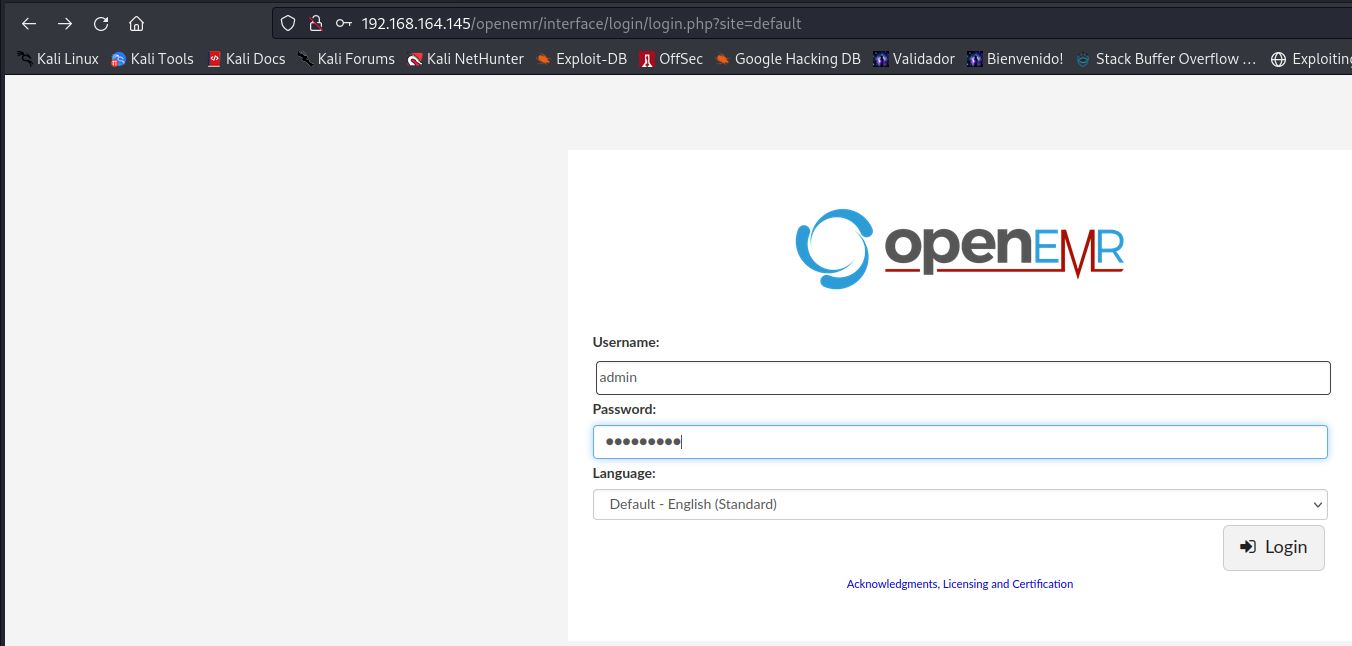 192.168.164.145/openemr/interface/login/login.php?site=default
Kali Linux Kali Tools Kali Docs Kali Forums Kali NetHunter Exploit-DB OffSec Google Hacking DB Validador Bienvenido! Stack Buffer Overflow … Exploiting
openEMR
Username:
admin
Password:
●●●●●●●●●
Language:
Default - English (Standard)
Login
Acknowledgments, Licensing and Certification